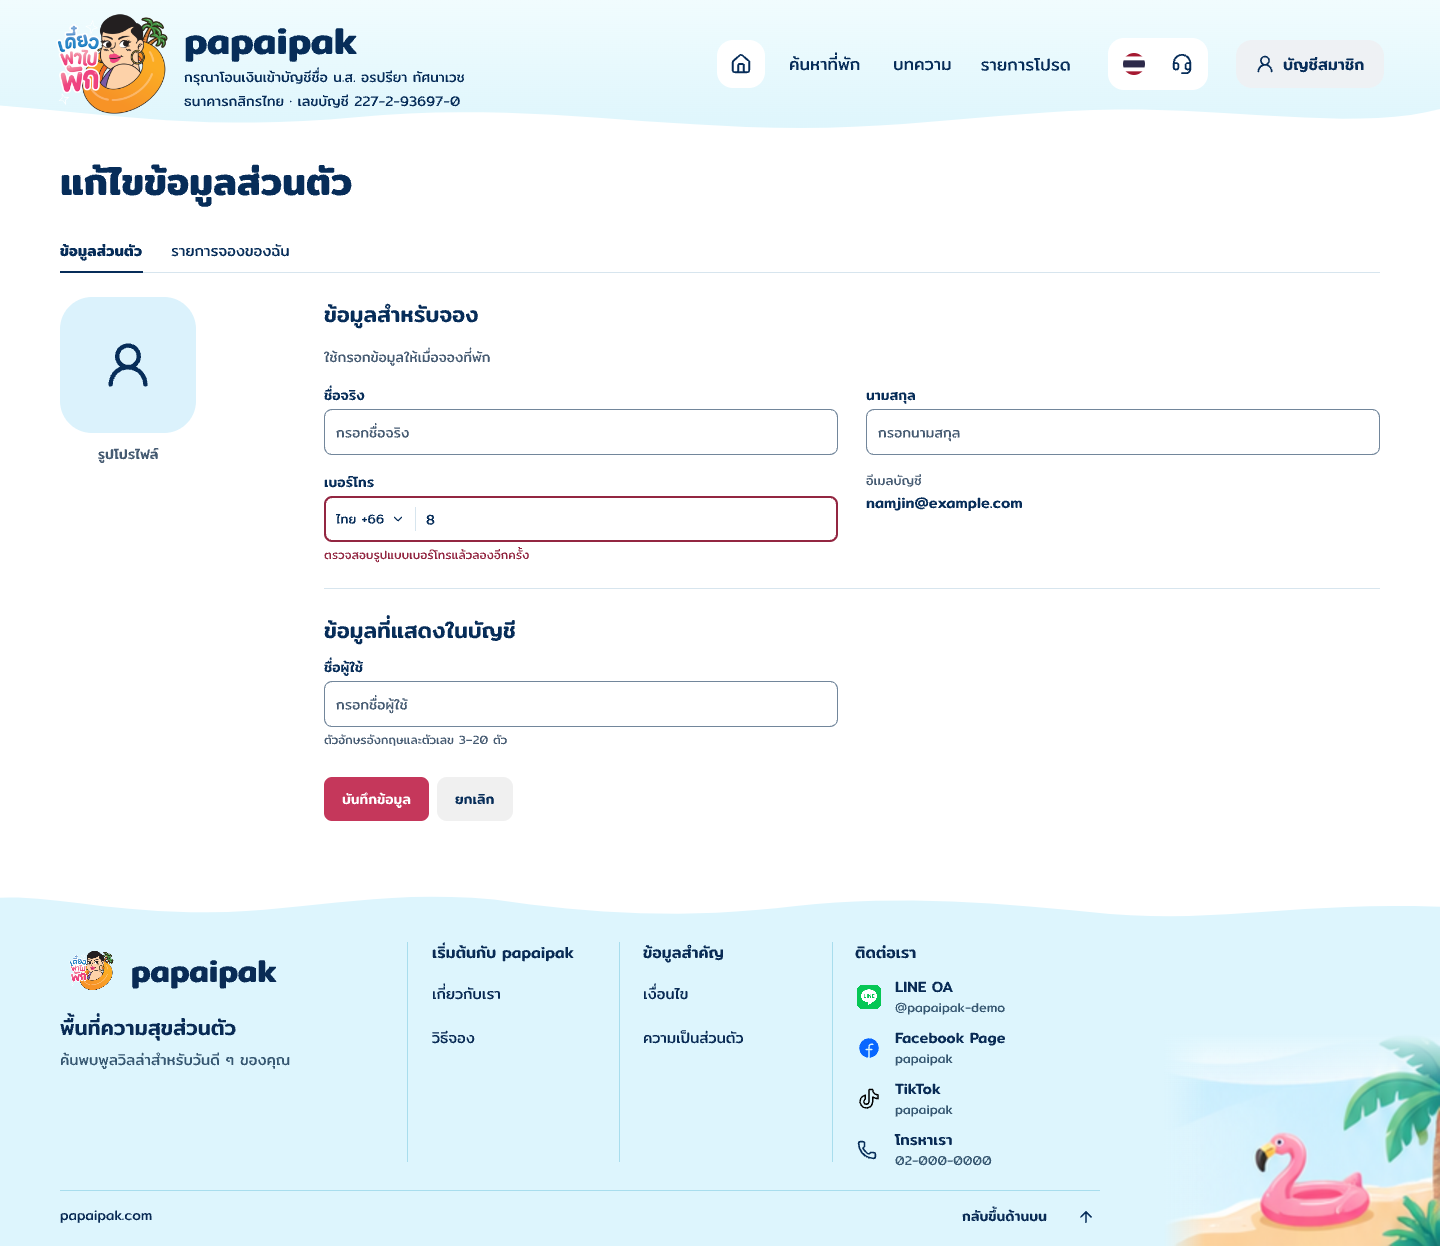 เดี๋ยว
พาไป
พัก
papaipak
กรุณาโอนเงินเข้าบัญชีชื่อ น.ส. อรปรียา ทัศนาเวช
ธนาคารกสิกรไทย · เลขบัญชี 227-2-93697-0
ค้นหาที่พัก
บทความ
รายการโปรด
บัญชีสมาชิก
แก้ไขข้อมูลส่วนตัว
ข้อมูลส่วนตัว
รายการจองของฉัน
รูปโปรไฟล์
ข้อมูลสำหรับจอง
ใช้กรอกข้อมูลให้เมื่อจองที่พัก
ชื่อจริง
กรอกชื่อจริง
นามสกุล
กรอกนามสกุล
เบอร์โทร
ไทย +66
8
ตรวจสอบรูปแบบเบอร์โทรแล้วลองอีกครั้ง
อีเมลบัญชี
namjin@example.com
ข้อมูลที่แสดงในบัญชี
ชื่อผู้ใช้
กรอกชื่อผู้ใช้
ตัวอักษรอังกฤษและตัวเลข 3–20 ตัว
บันทึกข้อมูล
ยกเลิก
เดี๋ยว
พาไป
พัก
papaipak
พื้นที่ความสุขส่วนตัว
ค้นพบพูลวิลล่าสำหรับวันดี ๆ ของคุณ
เริ่มต้นกับ papaipak
เกี่ยวกับเรา
วิธีจอง
ข้อมูลสำคัญ
เงื่อนไข
ความเป็นส่วนตัว
ติดต่อเรา
LINE
LINE OA
@papaipak-demo
Facebook Page
papaipak
TikTok
papaipak
โทรหาเรา
02-000-0000
papaipak.com
กลับขึ้นด้านบน